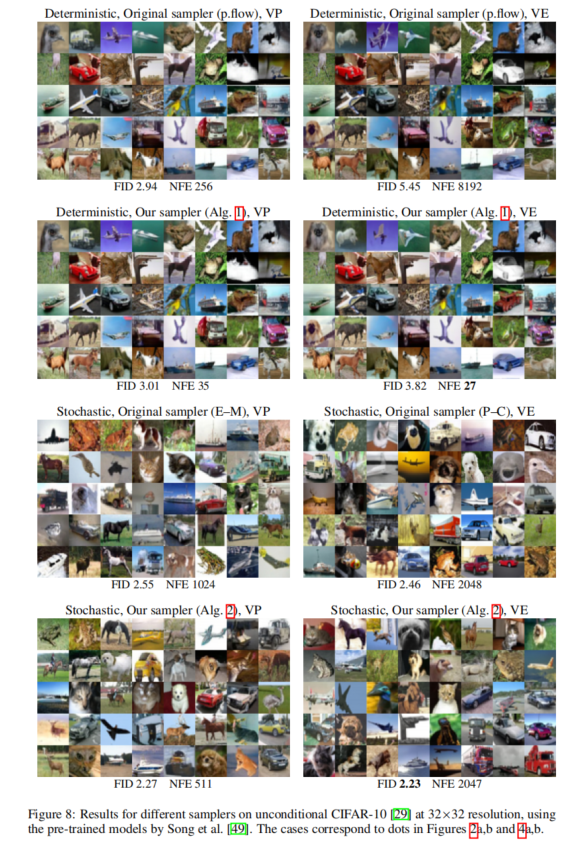 Deterministic, Original sampler (p.flow), VP
Deterministic, Original sampler (p.flow), VE
FID 2.94 NFE 256
FID 5.45 NFE 8192
Deterministic, Our sampler (Alg. 1), VP
Deterministic, Our sampler (Alg. 1), VE
FID 3.01 NFE 35
FID 3.82 NFE 27
Stochastic, Original sampler (E–M), VP
Stochastic, Original sampler (P–C), VE
FID 2.55 NFE 1024
FID 2.46 NFE 2048
Stochastic, Our sampler (Alg. 2), VP
Stochastic, Our sampler (Alg. 2), VE
FID 2.27 NFE 511
FID 2.23 NFE 2047
Figure 8: Results for different samplers on unconditional CIFAR-10 [29] at 32×32 resolution, using
the pre-trained models by Song et al. [49]. The cases correspond to dots in Figures 2a,b and 4a,b.